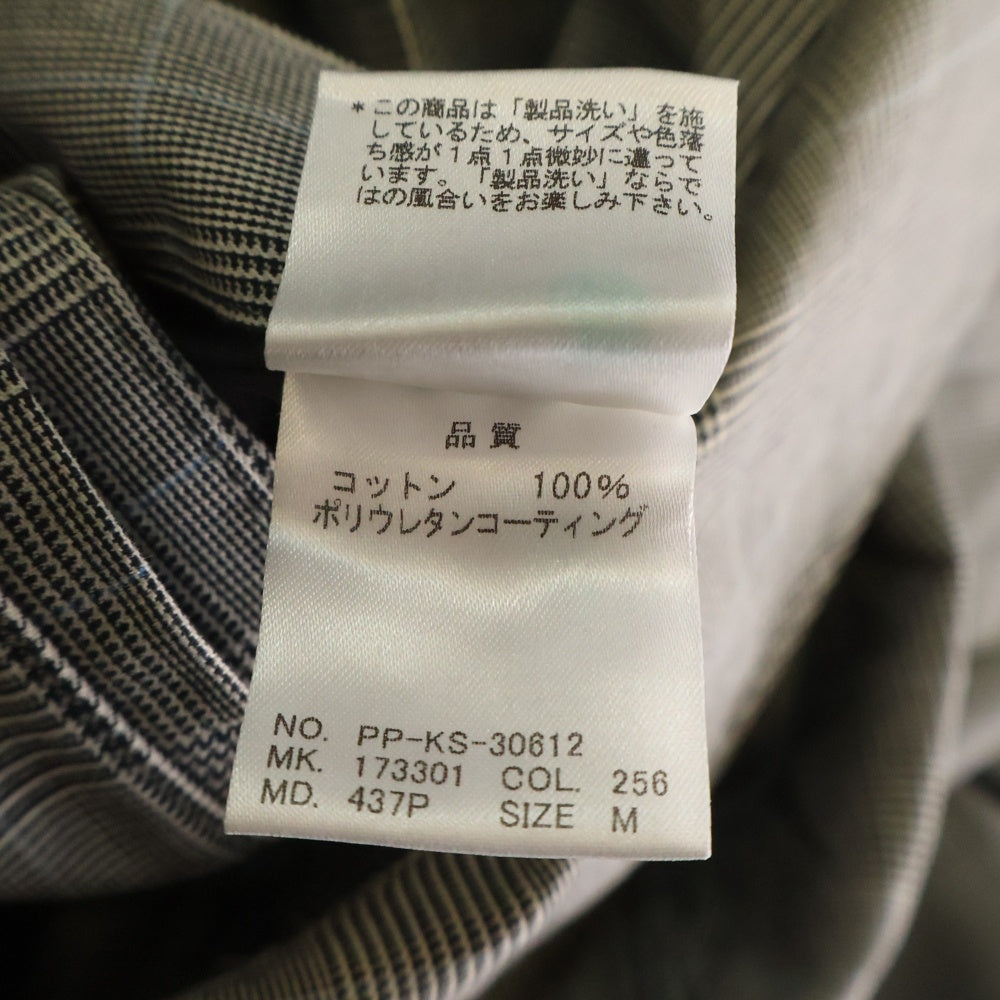 *この商品は「製品洗い」を施
しているため、サイズや色落
ち感が1点1点微妙に違って
います。「製品洗い」ならで
はの風合いをお楽しみ下さい。
品質
コットン 100%
ポリウレタンコーティング
NO. PP-KS-30612
MK. 173301 COL. 256
MD. 437P SIZE M